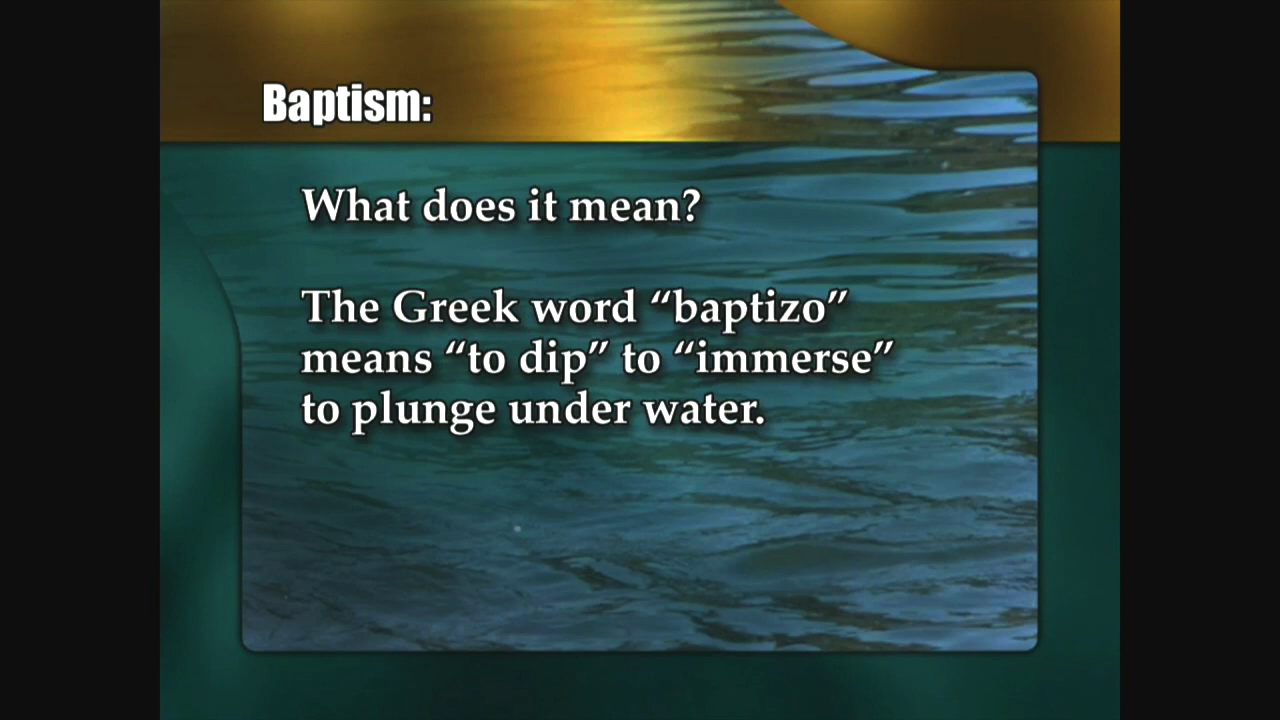 Baptism:
What does it mean?
The Greek word “baptizo”
means “to dip” to “immerse”
to plunge under water.